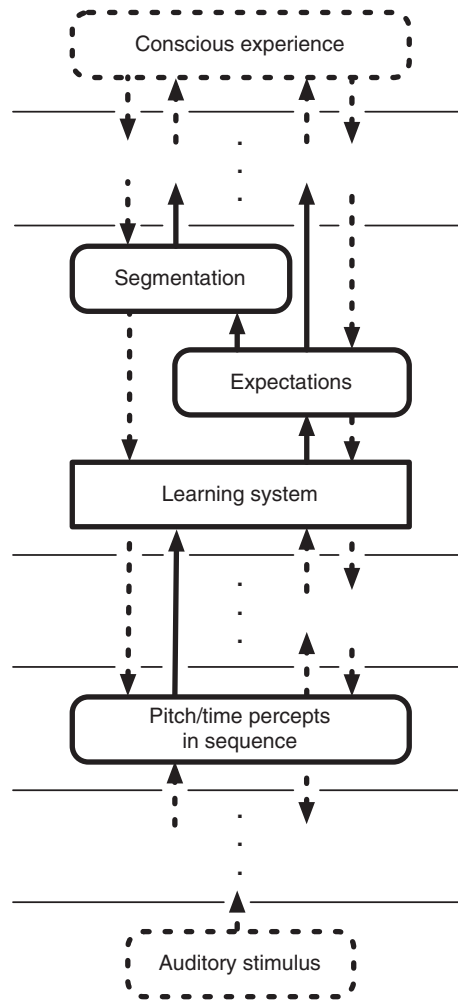 Conscious experience
Segmentation
Expectations
Learning system
Pitch/time percepts
in sequence
Auditory stimulus